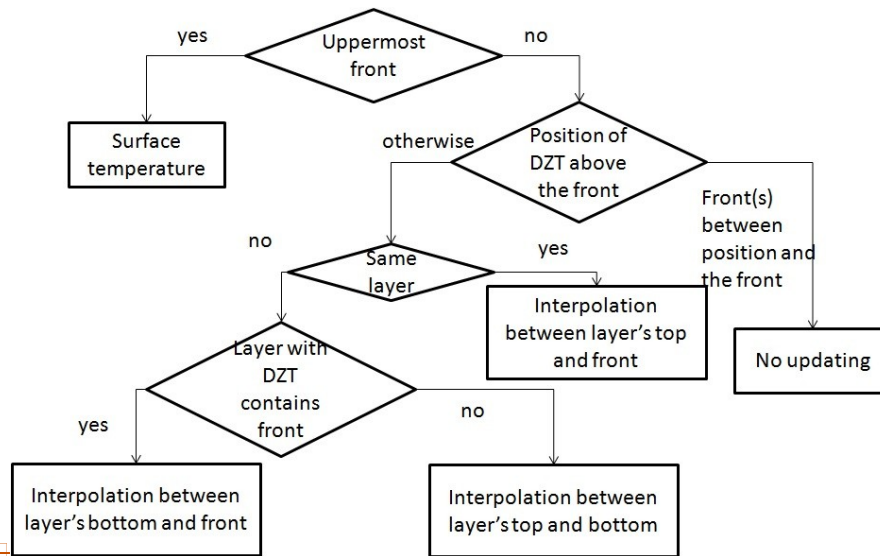 yes
Uppermost
front
no
Surface
temperature
otherwise
Position of
DZT above
the front
Front(s)
between
position and
the front
no
Same
layer
yes
Interpolation
between layer's top
and front
No updating
Layer with
DZT
contains
front
yes
no
Interpolation between
layer's bottom and front
Interpolation between
layer's top and bottom